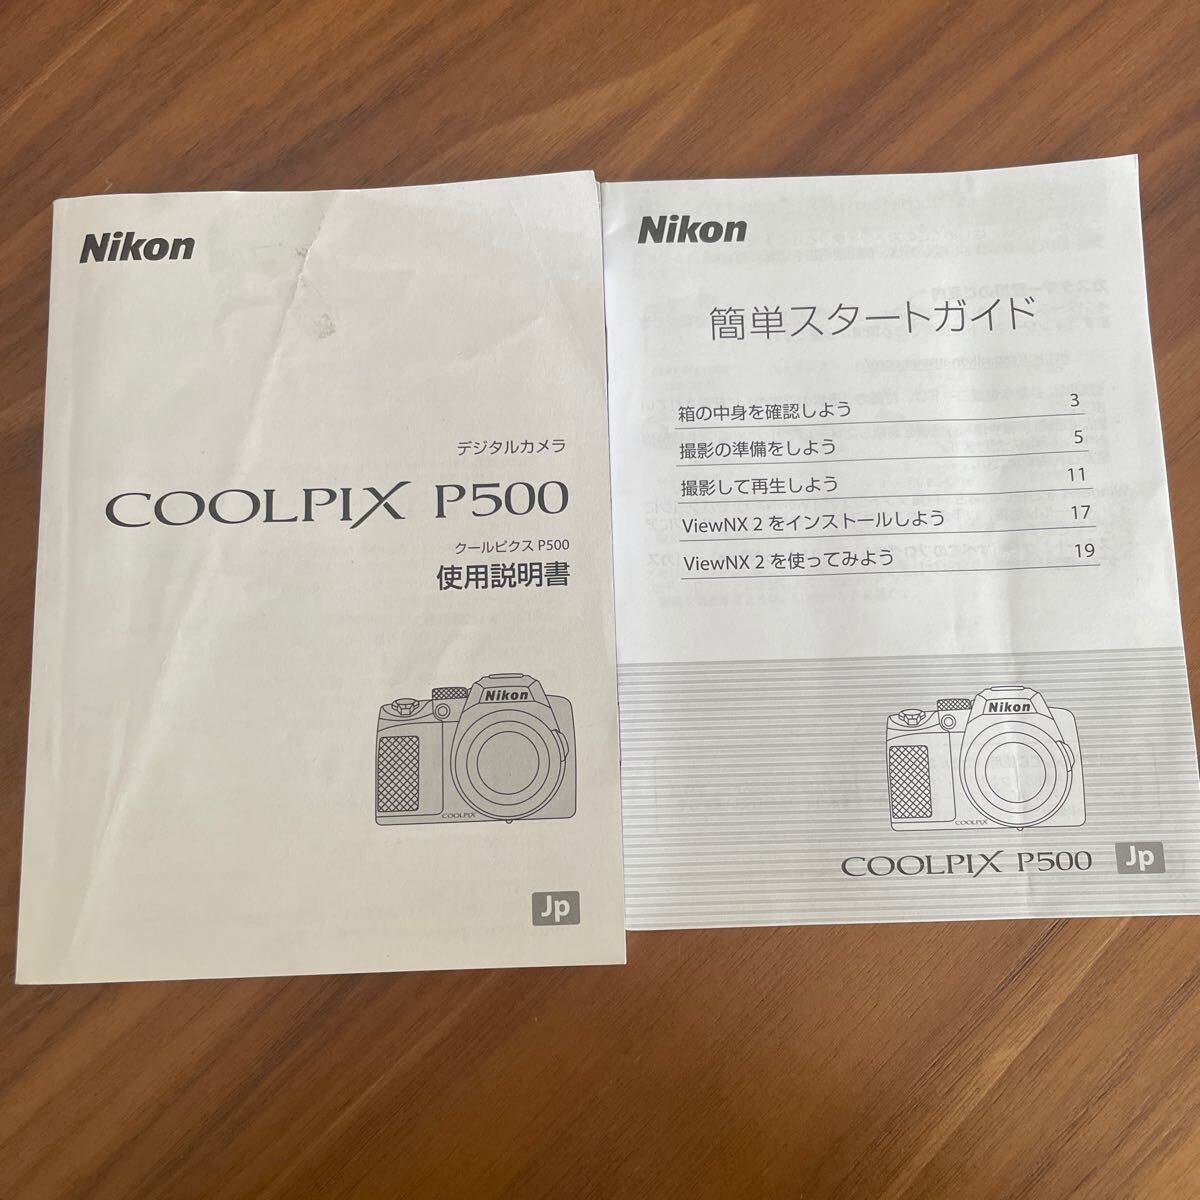 Nikon
デジタルカメラ
COOLPIX P500
クールピクス P500
使用説明書
Nikon
COOLPIX
Jp
Nikon
簡単スタートガイド
箱の中身を確認しよう 3
撮影の準備をしよう 5
撮影して再生しよう 11
ViewNX 2 をインストールしよう 17
ViewNX 2 を使ってみよう 19
Nikon
COOLPIX
COOLPIX P500 Jp